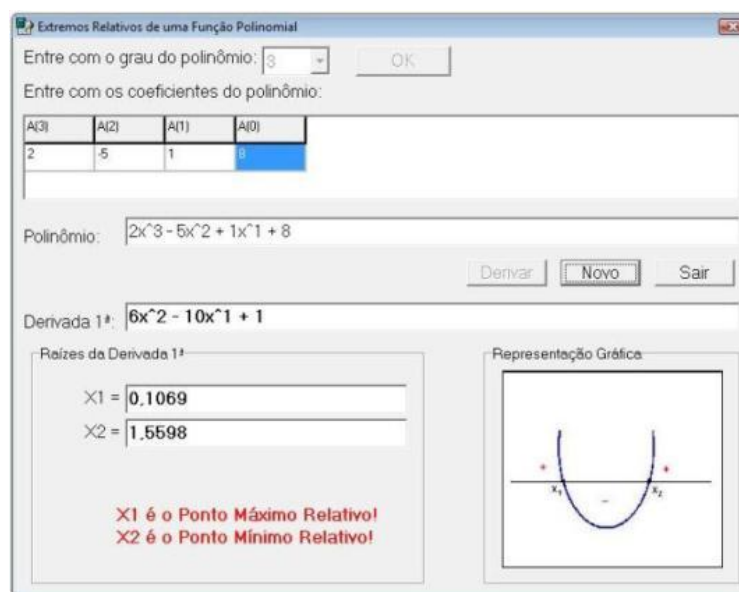 Extremos Relativos de uma Função Polinomial
Entre com o grau do polinômio: 3 OK
Entre com os coeficientes do polinômio:
A(3) A(2) A(1) A(0)
2 -5 1 8
Polinômio: 2x^3 - 5x^2 + 1x^1 + 8
Derivar Novo Sair
Derivada 1ª: 6x^2 - 10x^1 + 1
Raízes da Derivada 1ª
X1 = 0,1069
X2 = 1,5598
X1 é o Ponto Máximo Relativo!
X2 é o Ponto Mínimo Relativo!
Representação Gráfica
+ +
x1 - x2